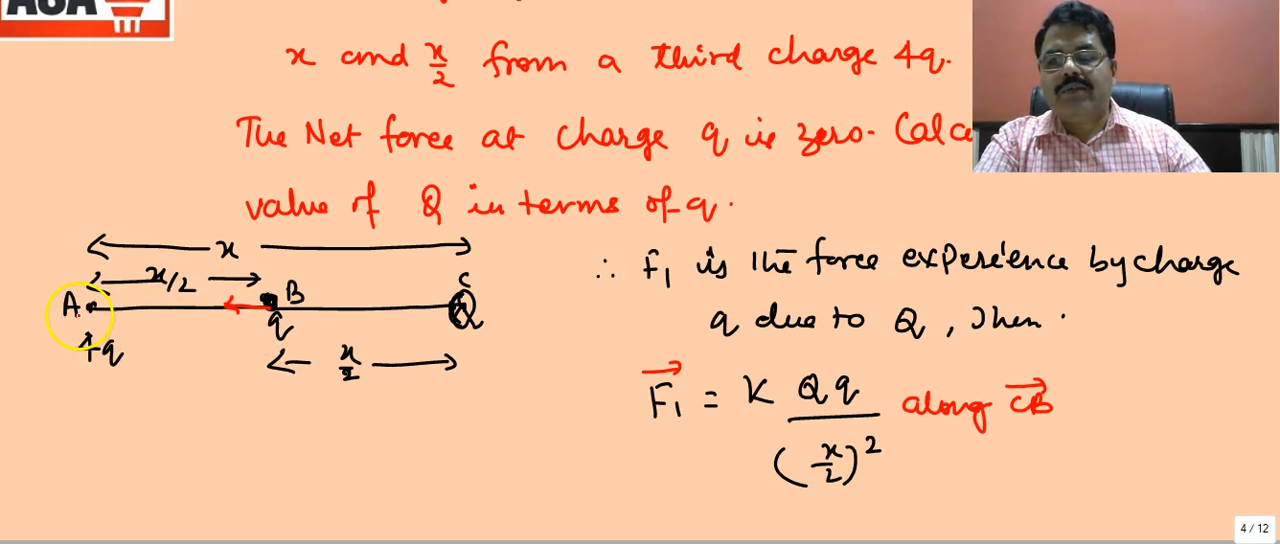 ASA
x and x/2 from a third charge 4q.
The Net force at charge q is zero. Calc
value of Q in terms of q.
x
x/2
A B C
q Q
4q
x/2
∴ F₁ is the force experience by charge
q due to Q, then.
F₁ = K Qq / (x/2)² along CB
4 / 12